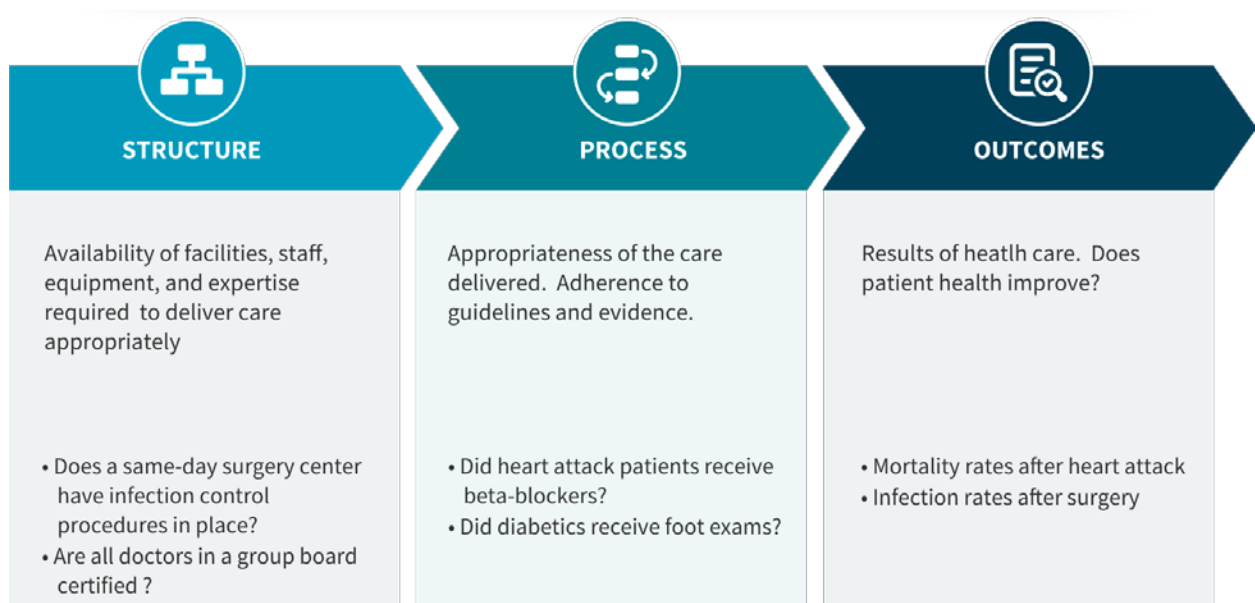 STRUCTURE
Availability of facilities, staff,
equipment, and expertise
required  to deliver care
appropriately
• Does a same-day surgery center
have infection control
procedures in place?
• Are all doctors in a group board
certified ?
PROCESS
Appropriateness of the care
delivered.  Adherence to
guidelines and evidence.
• Did heart attack patients receive
beta-blockers?
• Did diabetics receive foot exams?
OUTCOMES
Results of heatlh care.  Does
patient health improve?
• Mortality rates after heart attack
• Infection rates after surgery